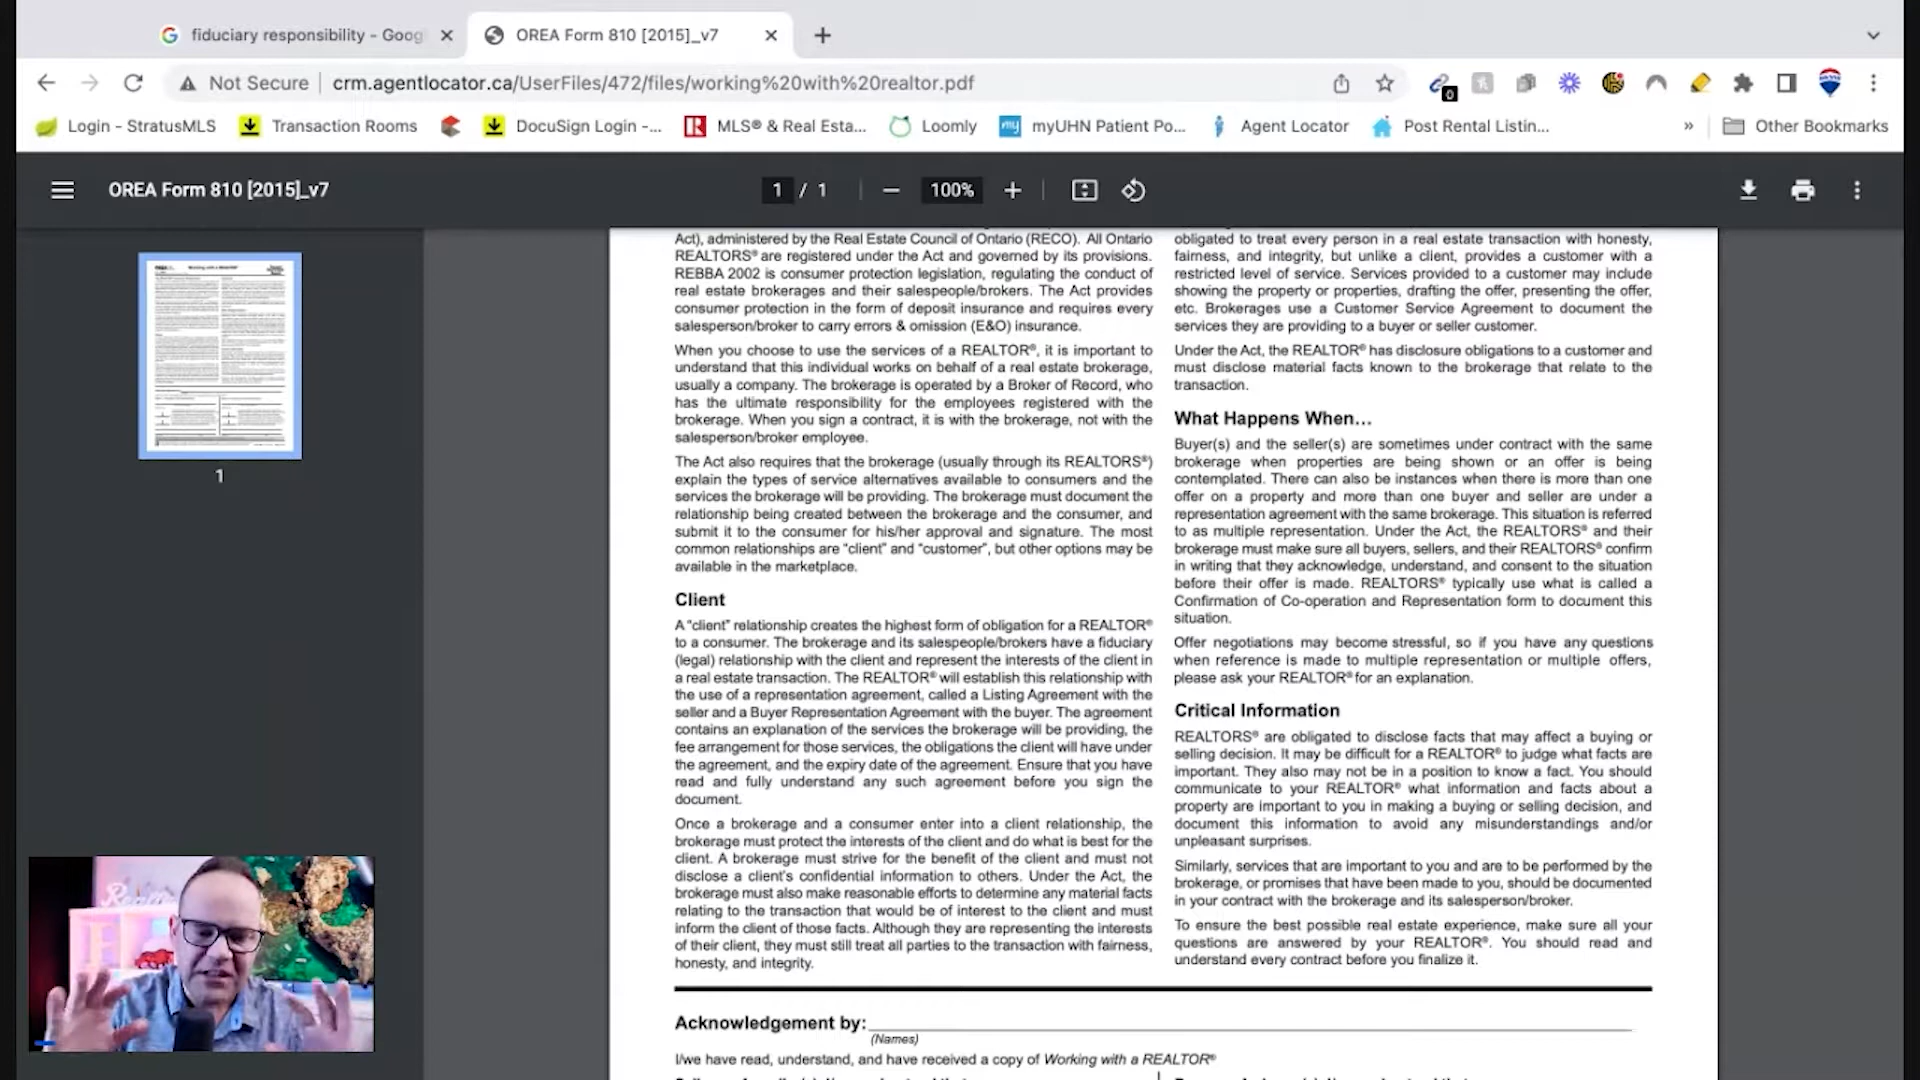 fiduciary responsibility - Goog
OREA Form 810 [2015]_v7
Not Secure
crm.agentlocator.ca/UserFiles/472/files/working%20with%20realtor.pdf
0
Login - StratusMLS
Transaction Rooms
DocuSign Login -...
MLS® & Real Esta...
Loomly
my
myUHN Patient Po...
Agent Locator
Post Rental Listin...
»
Other Bookmarks
OREA Form 810 [2015]_v7
1 / 1
100%
1
Act), administered by the Real Estate Council of Ontario (RECO). All Ontario
REALTORS® are registered under the Act and governed by its provisions.
REBBA 2002 is consumer protection legislation, regulating the conduct of
real estate brokerages and their salespeople/brokers. The Act provides
consumer protection in the form of deposit insurance and requires every
salesperson/broker to carry errors & omission (E&O) insurance.
When you choose to use the services of a REALTOR®, it is important to
understand that this individual works on behalf of a real estate brokerage,
usually a company. The brokerage is operated by a Broker of Record, who
has the ultimate responsibility for the employees registered with the
brokerage. When you sign a contract, it is with the brokerage, not with the
salesperson/broker employee.
The Act also requires that the brokerage (usually through its REALTORS®)
explain the types of service alternatives available to consumers and the
services the brokerage will be providing. The brokerage must document the
relationship being created between the brokerage and the consumer, and
submit it to the consumer for his/her approval and signature. The most
common relationships are “client” and “customer”, but other options may be
available in the marketplace.
Client
A “client” relationship creates the highest form of obligation for a REALTOR®
to a consumer. The brokerage and its salespeople/brokers have a fiduciary
(legal) relationship with the client and represent the interests of the client in
a real estate transaction. The REALTOR® will establish this relationship with
the use of a representation agreement, called a Listing Agreement with the
seller and a Buyer Representation Agreement with the buyer. The agreement
contains an explanation of the services the brokerage will be providing, the
fee arrangement for those services, the obligations the client will have under
the agreement, and the expiry date of the agreement. Ensure that you have
read and fully understand any such agreement before you sign the
document.
Once a brokerage and a consumer enter into a client relationship, the
brokerage must protect the interests of the client and do what is best for the
client. A brokerage must strive for the benefit of the client and must not
disclose a client’s confidential information to others. Under the Act, the
brokerage must also make reasonable efforts to determine any material facts
relating to the transaction that would be of interest to the client and must
inform the client of those facts. Although they are representing the interests
of their client, they must still treat all parties to the transaction with fairness,
honesty, and integrity.
obligated to treat every person in a real estate transaction with honesty,
fairness, and integrity, but unlike a client, provides a customer with a
restricted level of service. Services provided to a customer may include
showing the property or properties, drafting the offer, presenting the offer,
etc. Brokerages use a Customer Service Agreement to document the
services they are providing to a buyer or seller customer.
Under the Act, the REALTOR® has disclosure obligations to a customer and
must disclose material facts known to the brokerage that relate to the
transaction.
What Happens When...
Buyer(s) and the seller(s) are sometimes under contract with the same
brokerage when properties are being shown or an offer is being
contemplated. There can also be instances when there is more than one
offer on a property and more than one buyer and seller are under a
representation agreement with the same brokerage. This situation is referred
to as multiple representation. Under the Act, the REALTORS® and their
brokerage must make sure all buyers, sellers, and their REALTORS® confirm
in writing that they acknowledge, understand, and consent to the situation
before their offer is made. REALTORS® typically use what is called a
Confirmation of Co-operation and Representation form to document this
situation.
Offer negotiations may become stressful, so if you have any questions
when reference is made to multiple representation or multiple offers,
please ask your REALTOR® for an explanation.
Critical Information
REALTORS® are obligated to disclose facts that may affect a buying or
selling decision. It may be difficult for a REALTOR® to judge what facts are
important. They also may not be in a position to know a fact. You should
communicate to your REALTOR® what information and facts about a
property are important to you in making a buying or selling decision, and
document this information to avoid any misunderstandings and/or
unpleasant surprises.
Similarly, services that are important to you and are to be performed by the
brokerage, or promises that have been made to you, should be documented
in your contract with the brokerage and its salesperson/broker.
To ensure the best possible real estate experience, make sure all your
questions are answered by your REALTOR®. You should read and
understand every contract before you finalize it.
Acknowledgement by:
(Names)
I/we have read, understand, and have received a copy of Working with a REALTOR®